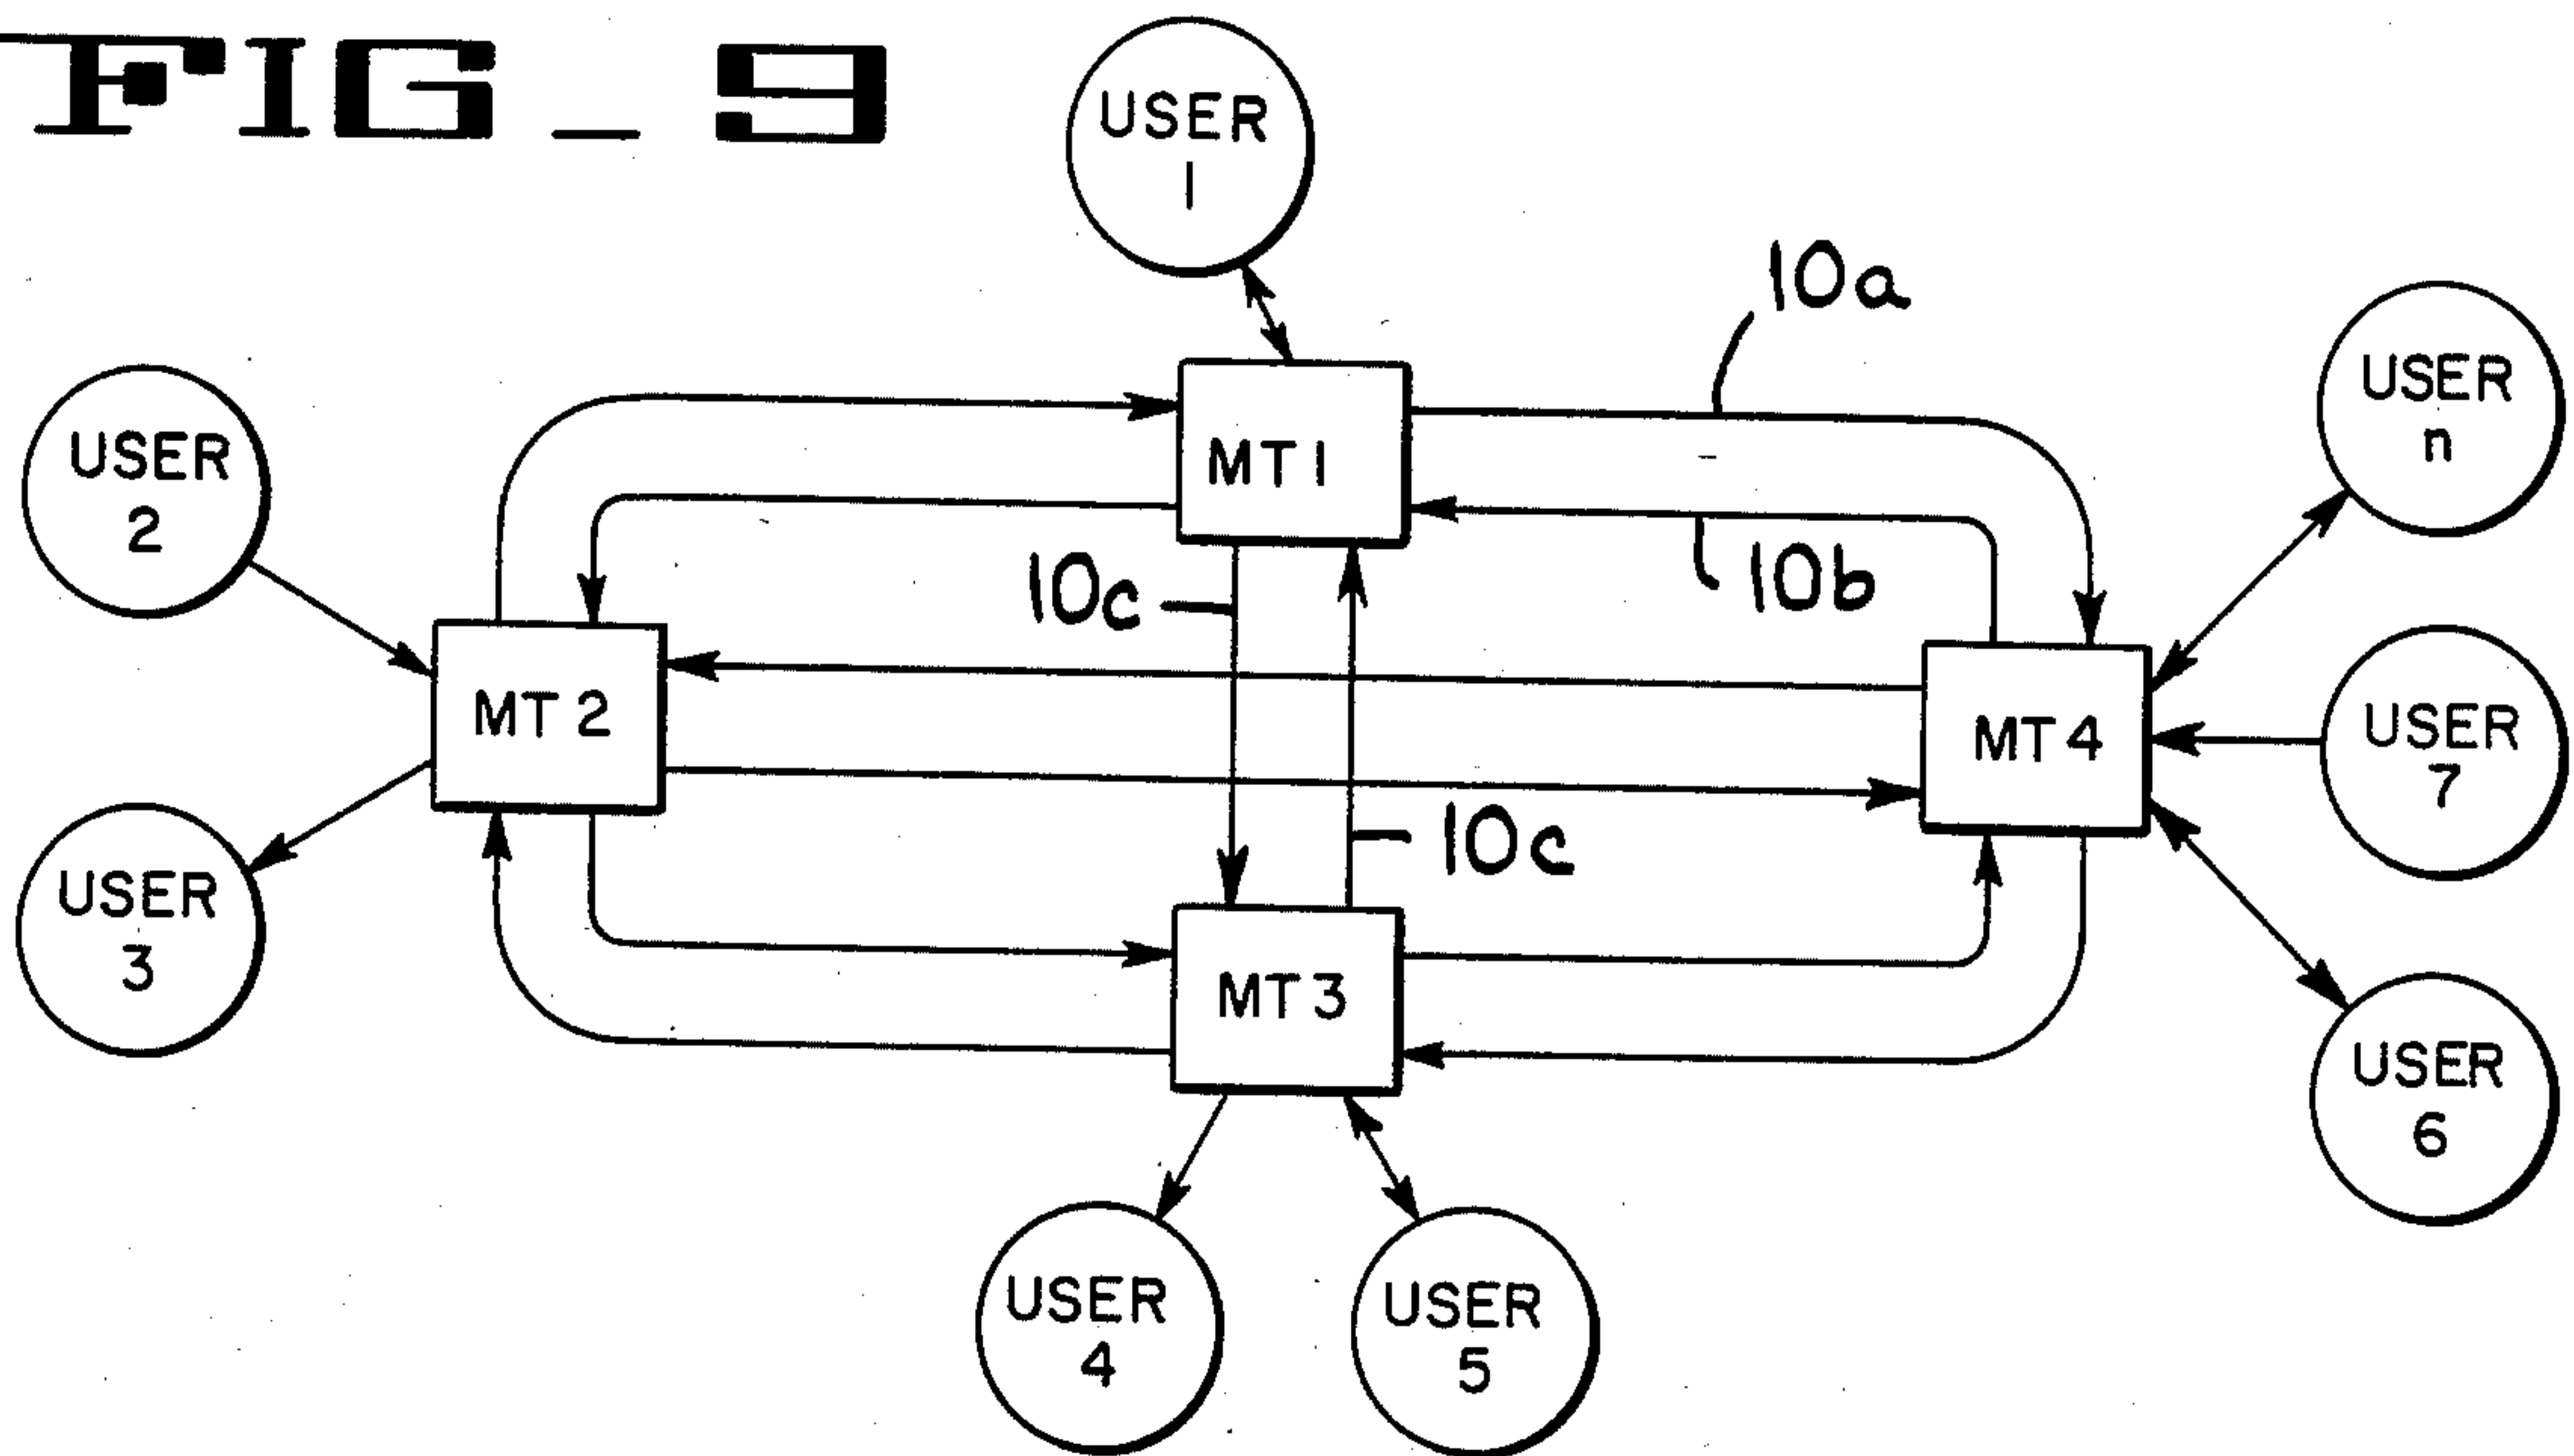 FIG_9
USER
1
10a
USER
n
USER
2
MT1
10c
10b
MT2
MT4
USER
7
10c
USER
3
MT3
USER
6
USER
4
USER
5